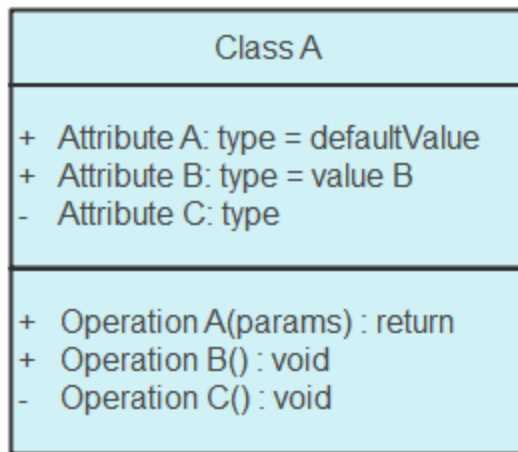 Class A
+ Attribute A: type = defaultValue
+ Attribute B: type = value B
- Attribute C: type
+ Operation A(params) : return
+ Operation B() : void
- Operation C() : void